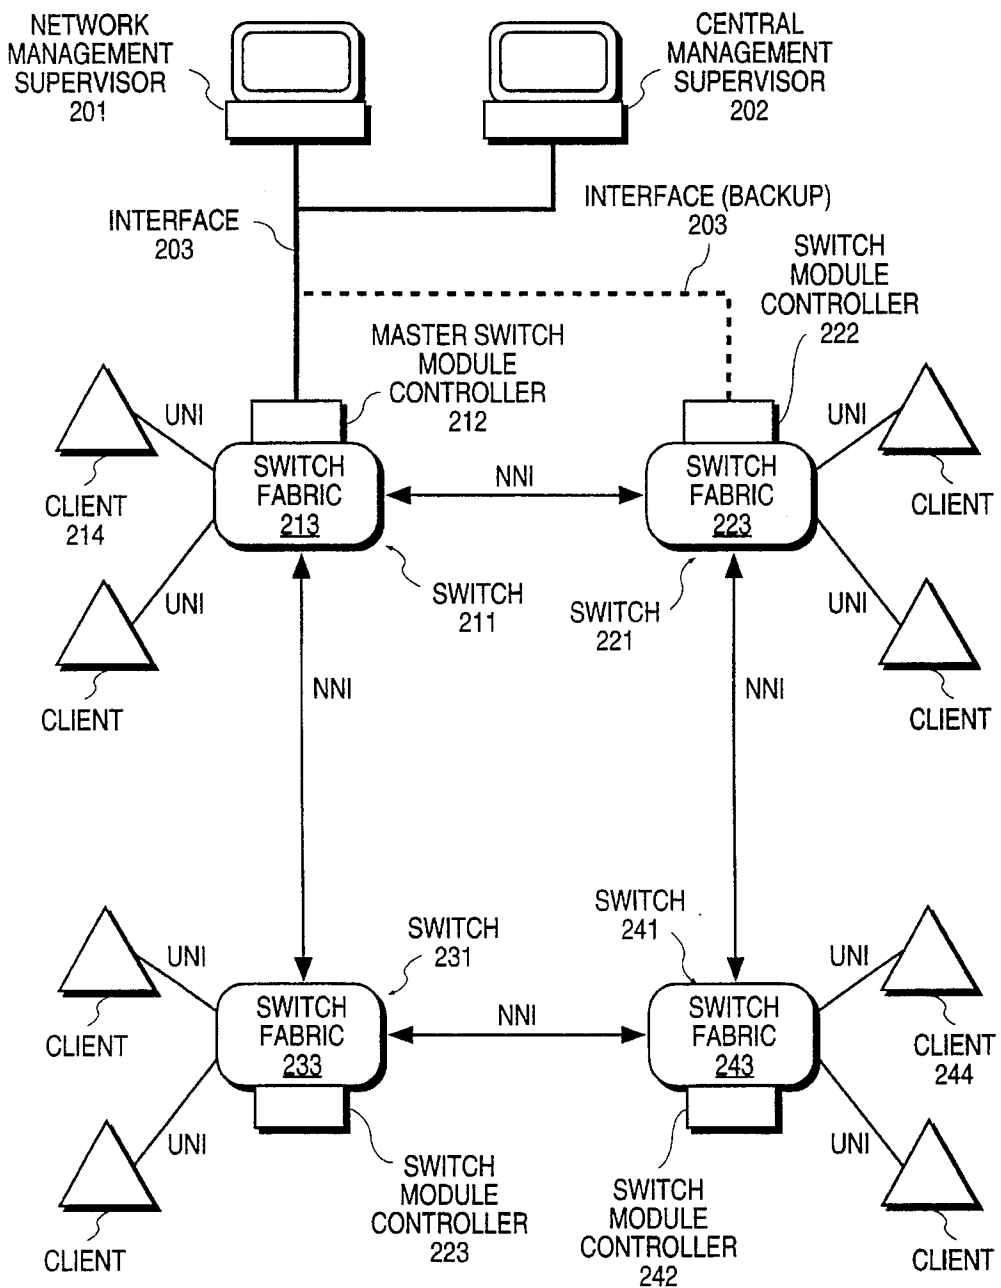 NETWORK
MANAGEMENT
SUPERVISOR
201
CENTRAL
MANAGEMENT
SUPERVISOR
202
INTERFACE
203
INTERFACE (BACKUP)
203
SWITCH
MODULE
CONTROLLER
222
MASTER SWITCH
MODULE
CONTROLLER
212
UNI
CLIENT
214
SWITCH
FABRIC
213
NNI
SWITCH
FABRIC
223
UNI
CLIENT
UNI
CLIENT
SWITCH
211
SWITCH
221
UNI
CLIENT
NNI
NNI
UNI
CLIENT
SWITCH
231
SWITCH
241
UNI
CLIENT
244
SWITCH
FABRIC
233
NNI
SWITCH
FABRIC
243
UNI
CLIENT
SWITCH
MODULE
CONTROLLER
223
SWITCH
MODULE
CONTROLLER
242
UNI
CLIENT